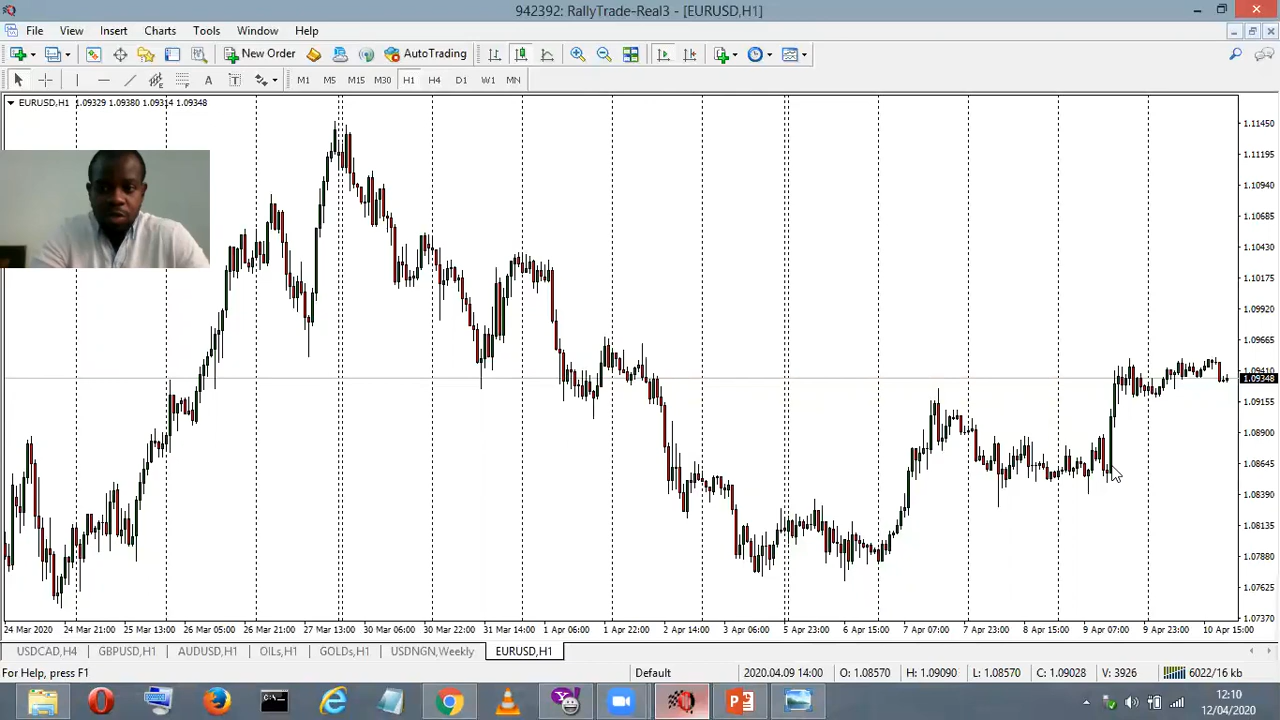 942392: RallyTrade-Real3 - [EURUSD,H1]
File View Insert Charts Tools Window Help
New Order AutoTrading
A T M1 M5 M15 M30 H1 H4 D1 W1 MN
EURUSD,H1 1.09329 1.09380 1.09314 1.09348
1.11450
1.11195
1.10940
1.10685
1.10430
1.10175
1.09920
1.09665
1.09410
1.09348
1.09155
1.08900
1.08645
1.08390
1.08135
1.07880
1.07625
1.07370
24 Mar 2020 24 Mar 21:00 25 Mar 13:00 26 Mar 05:00 26 Mar 21:00 27 Mar 13:00 30 Mar 06:00 30 Mar 22:00 31 Mar 14:00 1 Apr 06:00 1 Apr 22:00 2 Apr 14:00 3 Apr 06:00 5 Apr 23:00 6 Apr 15:00 7 Apr 07:00 7 Apr 23:00 8 Apr 15:00 9 Apr 07:00 9 Apr 23:00 10 Apr 15:00
USDCAD,H4 GBPUSD,H1 AUDUSD,H1 OILs,H1 GOLDs,H1 USDNGN,Weekly EURUSD,H1
For Help, press F1 Default 2020.04.09 14:00 O: 1.08570 H: 1.09090 L: 1.08570 C: 1.09028 V: 3926 6022/16 kb
12:10
12/04/2020